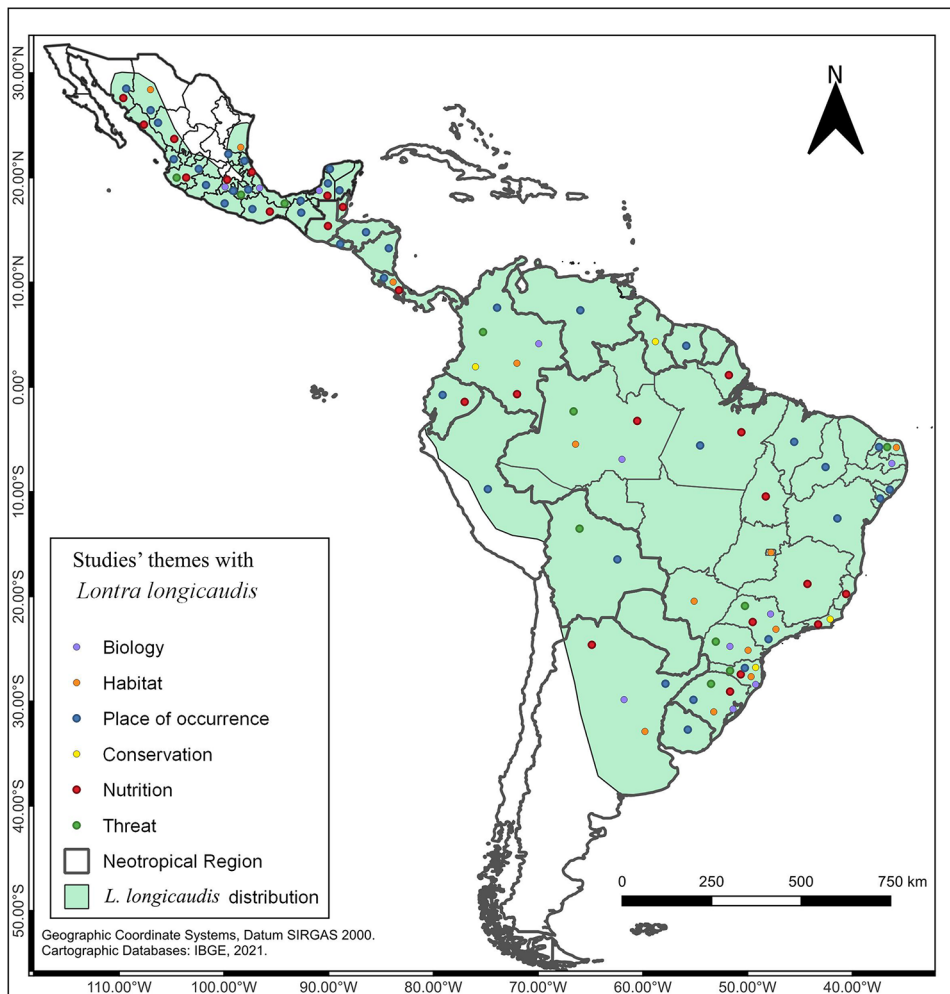 N
30.00°N
20.00°N
10.00°N
0.00°
10.00°S
20.00°S
30.00°S
40.00°S
50.00°S
Studies’ themes with
Lontra longicaudis
Biology
Habitat
Place of occurrence
Conservation
Nutrition
Threat
Neotropical Region
L. longicaudis distribution
0 250 500 750 km
Geographic Coordinate Systems, Datum SIRGAS 2000.
Cartographic Databases: IBGE, 2021.
110.00°W 100.00°W 90.00°W 80.00°W 70.00°W 60.00°W 50.00°W 40.00°W